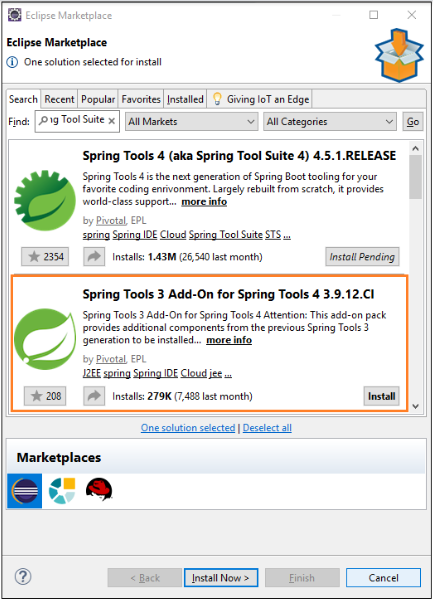 Eclipse Marketplace
Eclipse Marketplace
One solution selected for install
Search Recent Popular Favorites Installed Giving IoT an Edge
Find: ng Tool Suite All Markets All Categories Go
Spring Tools 4 (aka Spring Tool Suite 4) 4.5.1.RELEASE
Spring Tools 4 is the next generation of Spring Boot tooling for your
favorite coding enrivonment. Largely rebuilt from scratch, it provides
world-class support... more info
by Pivotal, EPL
spring Spring IDE Cloud Spring Tool Suite STS ...
2354 Installs: 1.43M (26,540 last month) Install Pending
Spring Tools 3 Add-On for Spring Tools 4 3.9.12.CI
Spring Tools 3 Add-On for Spring Tools 4 Attention: This add-on pack
provides additional components from the previous Spring Tools 3
generation to be installed... more info
by Pivotal, EPL
J2EE spring Spring IDE Cloud jee ...
208 Installs: 279K (7,488 last month) Install
One solution selected | Deselect all
Marketplaces
? < Back Install Now > Finish Cancel